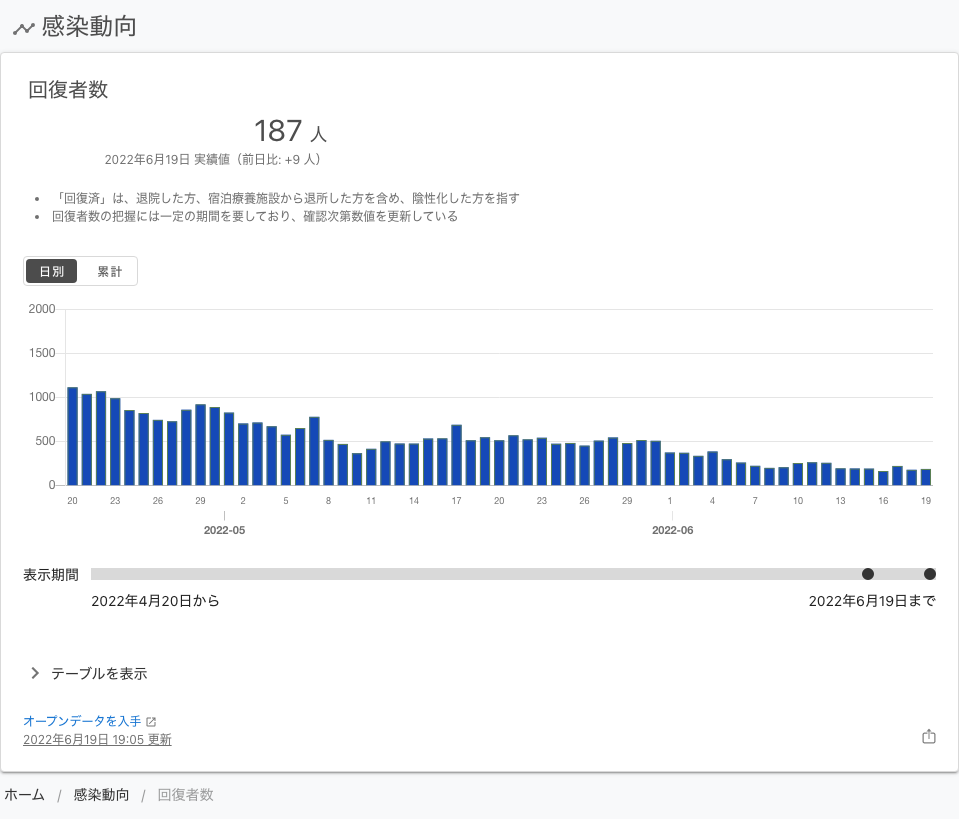 感染動向
回復者数
187 人
2022年6月19日 実績値（前日比: +9 人）
• 「回復済」は、退院した方、宿泊療養施設から退所した方を含め、陰性化した方を指す
• 回復者数の把握には一定の期間を要しており、確認次第数値を更新している
日別 累計
2000
1500
1000
500
0
20 23 26 29 2 5 8 11 14 17 20 23 26 29 1 4 7 10 13 16 19
2022-05 2022-06
表示期間
2022年4月20日から 2022年6月19日まで
テーブルを表示
オープンデータを入手
2022年6月19日 19:05 更新
ホーム / 感染動向 / 回復者数